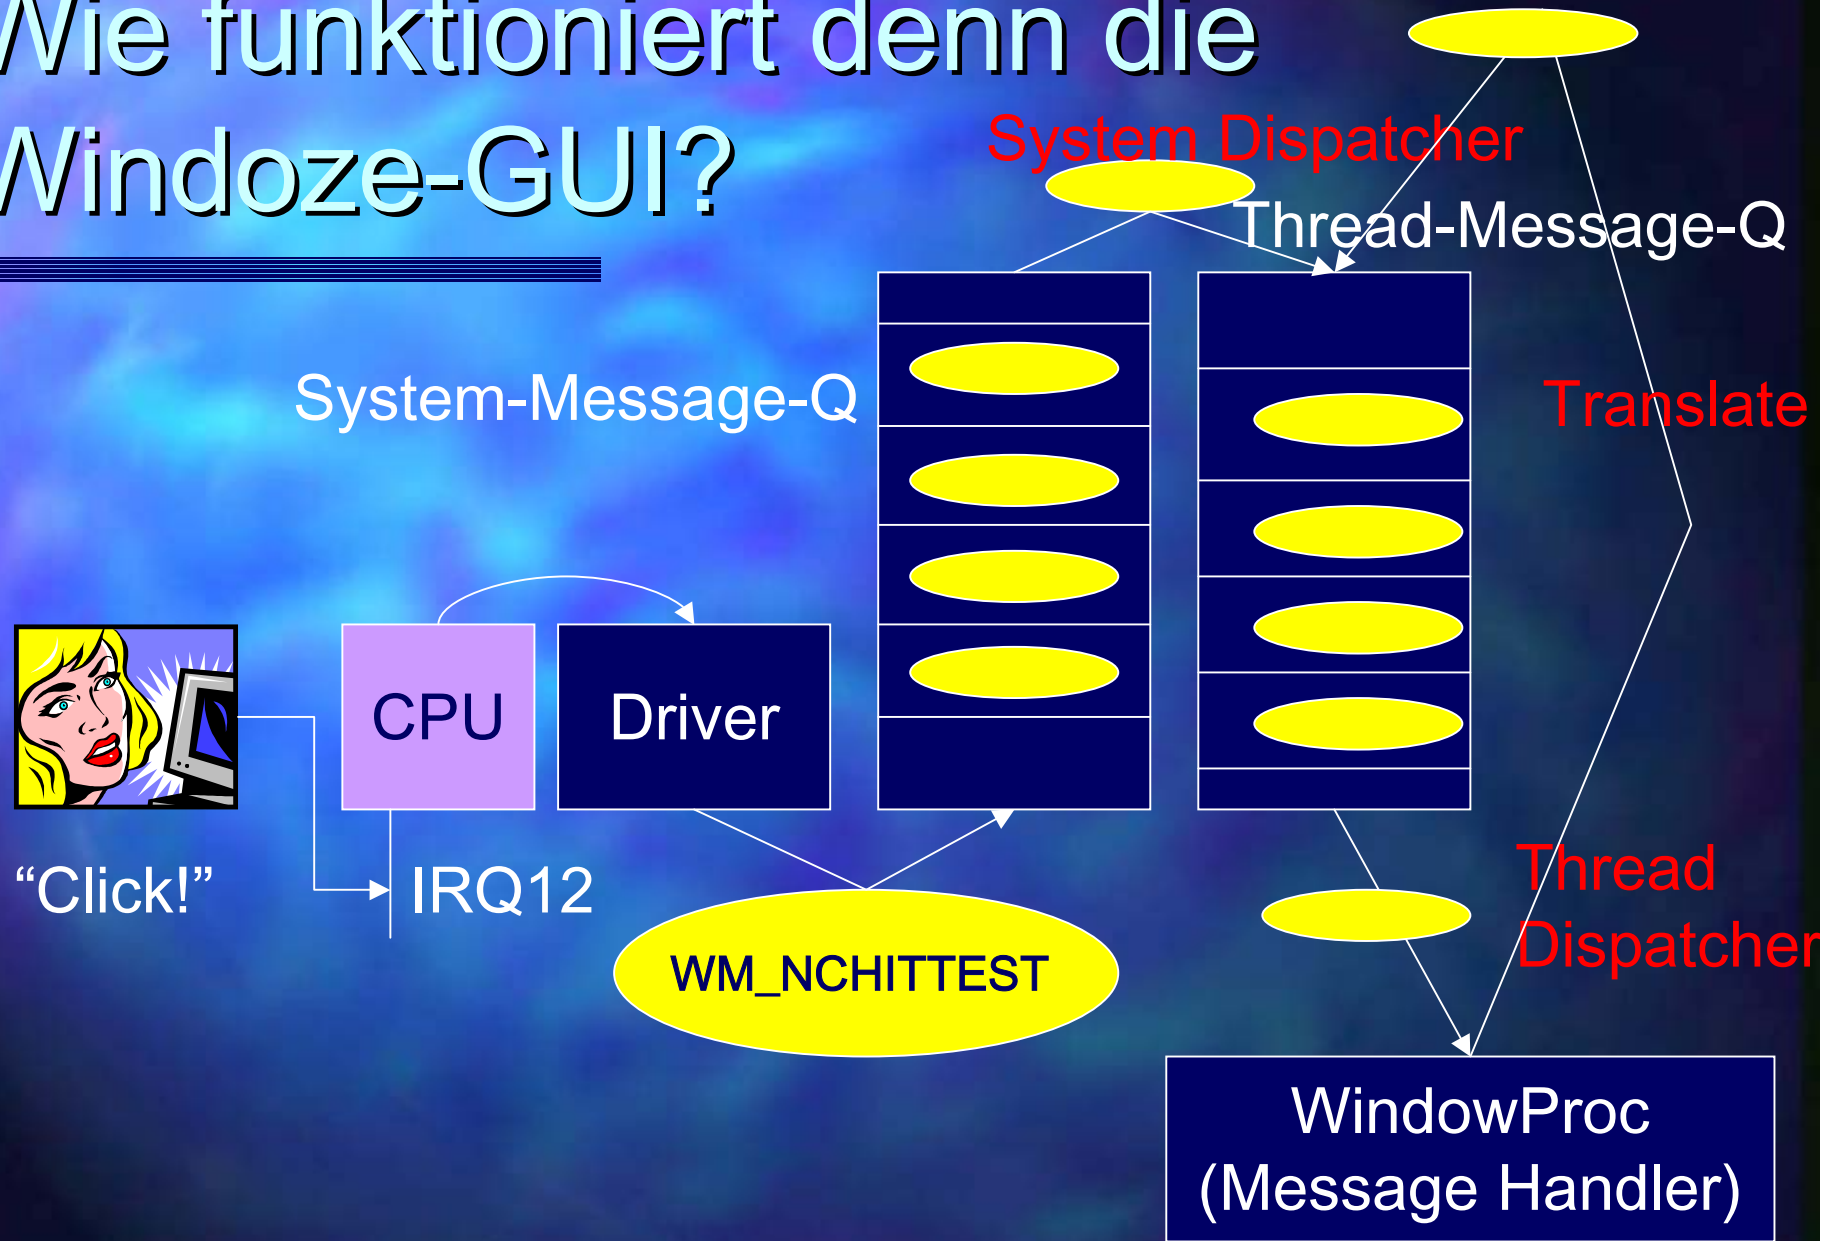 Wie funktioniert denn die
Windoze-GUI?
System Dispatcher
Thread-Message-Q
System-Message-Q
Translate
CPU
Driver
“Click!”
IRQ12
Thread
Dispatcher
WM_NCHITTEST
WindowProc
(Message Handler)